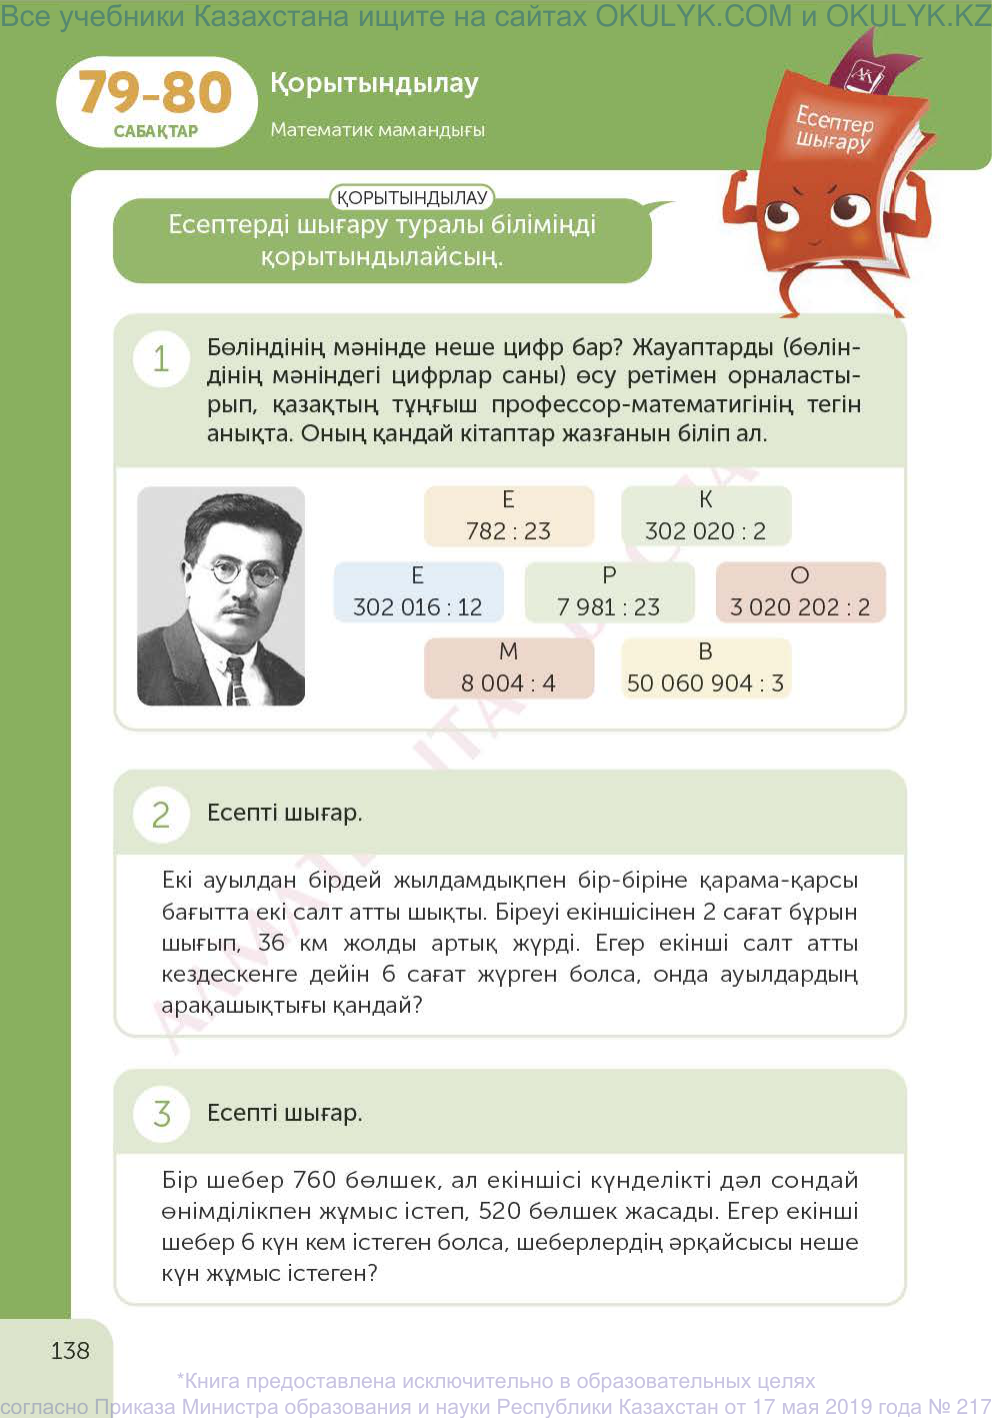 Все учебники Казахстана ищите на сайтах OKULYK.COM и OKULYK.KZ
79-80
САБАҚТАР
Қорытындылау
Математик мамандығы
Есептер
шығару
ҚОРЫТЫНДЫЛАУ
Есептерді шығару туралы біліміңді
қорытындылайсың.
1
Бөліндінің мәнінде неше цифр бар? Жауаптарды (бөлін-
дінің мәніндегі цифрлар саны) өсу ретімен орналасты-
рып, қазақтың тұңғыш профессор-математигінің тегін
анықта. Оның қандай кітаптар жазғанын біліп ал.
Е
782 : 23
К
302 020 : 2
Е
302 016 : 12
Р
7 981 : 23
О
3 020 202 : 2
М
8 004 : 4
В
50 060 904 : 3
2
Есепті шығар.
Екі ауылдан бірдей жылдамдықпен бір-біріне қарама-қарсы
бағытта екі салт атты шықты. Біреуі екіншісінен 2 сағат бұрын
шығып, 36 км жолды артық жүрді. Егер екінші салт атты
кездескенге дейін 6 сағат жүрген болса, онда ауылдардың
арақашықтығы қандай?
3
Есепті шығар.
Бір шебер 760 бөлшек, ал екіншісі күнделікті дәл сондай
өнімділікпен жұмыс істеп, 520 бөлшек жасады. Егер екінші
шебер 6 күн кем істеген болса, шеберлердің әрқайсысы неше
күн жұмыс істеген?
138
*Книга предоставлена исключительно в образовательных целях
согласно Приказа Министра образования и науки Республики Казахстан от 17 мая 2019 года № 217